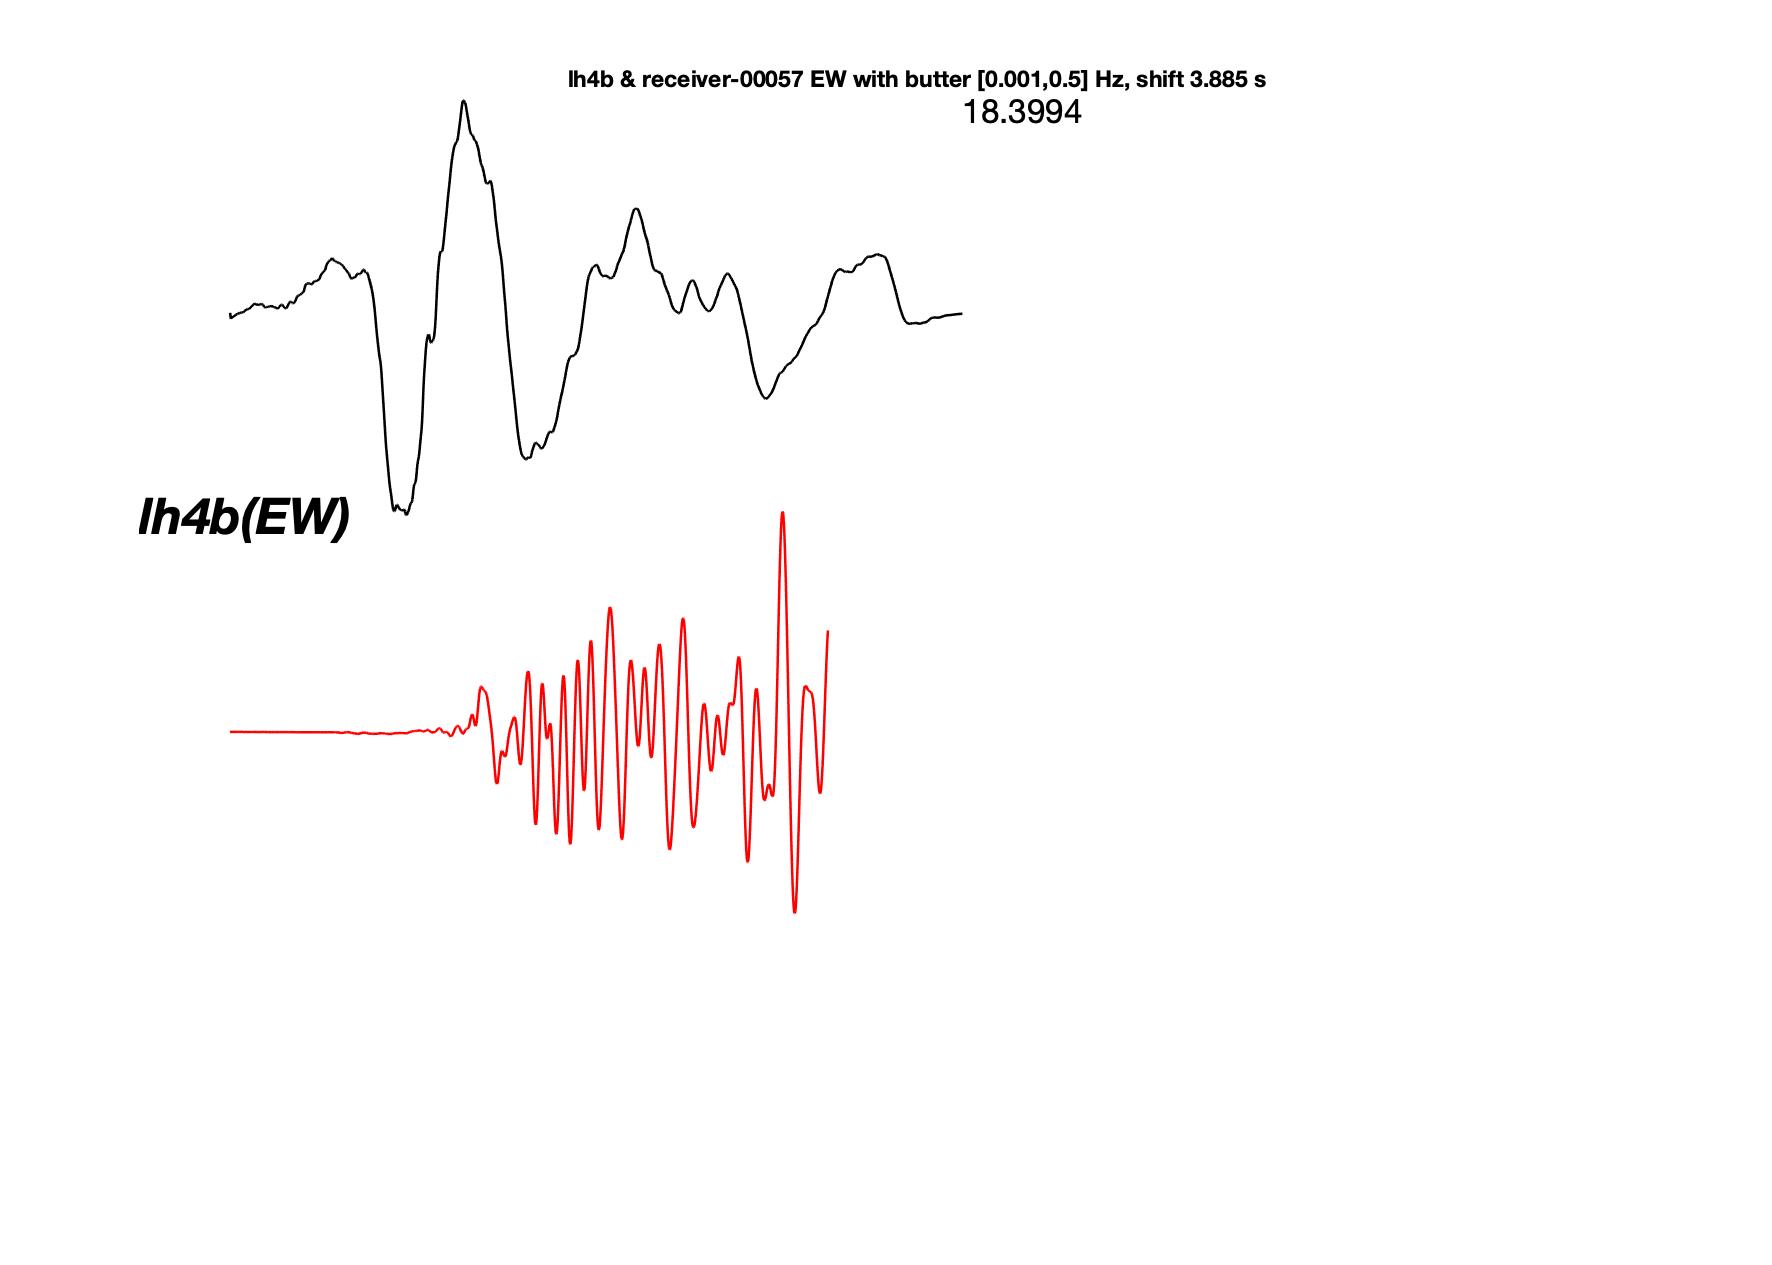 lh4b & receiver-00057 EW with butter [0.001,0.5] Hz, shift 3.885 s
18.3994
lh4b(EW)